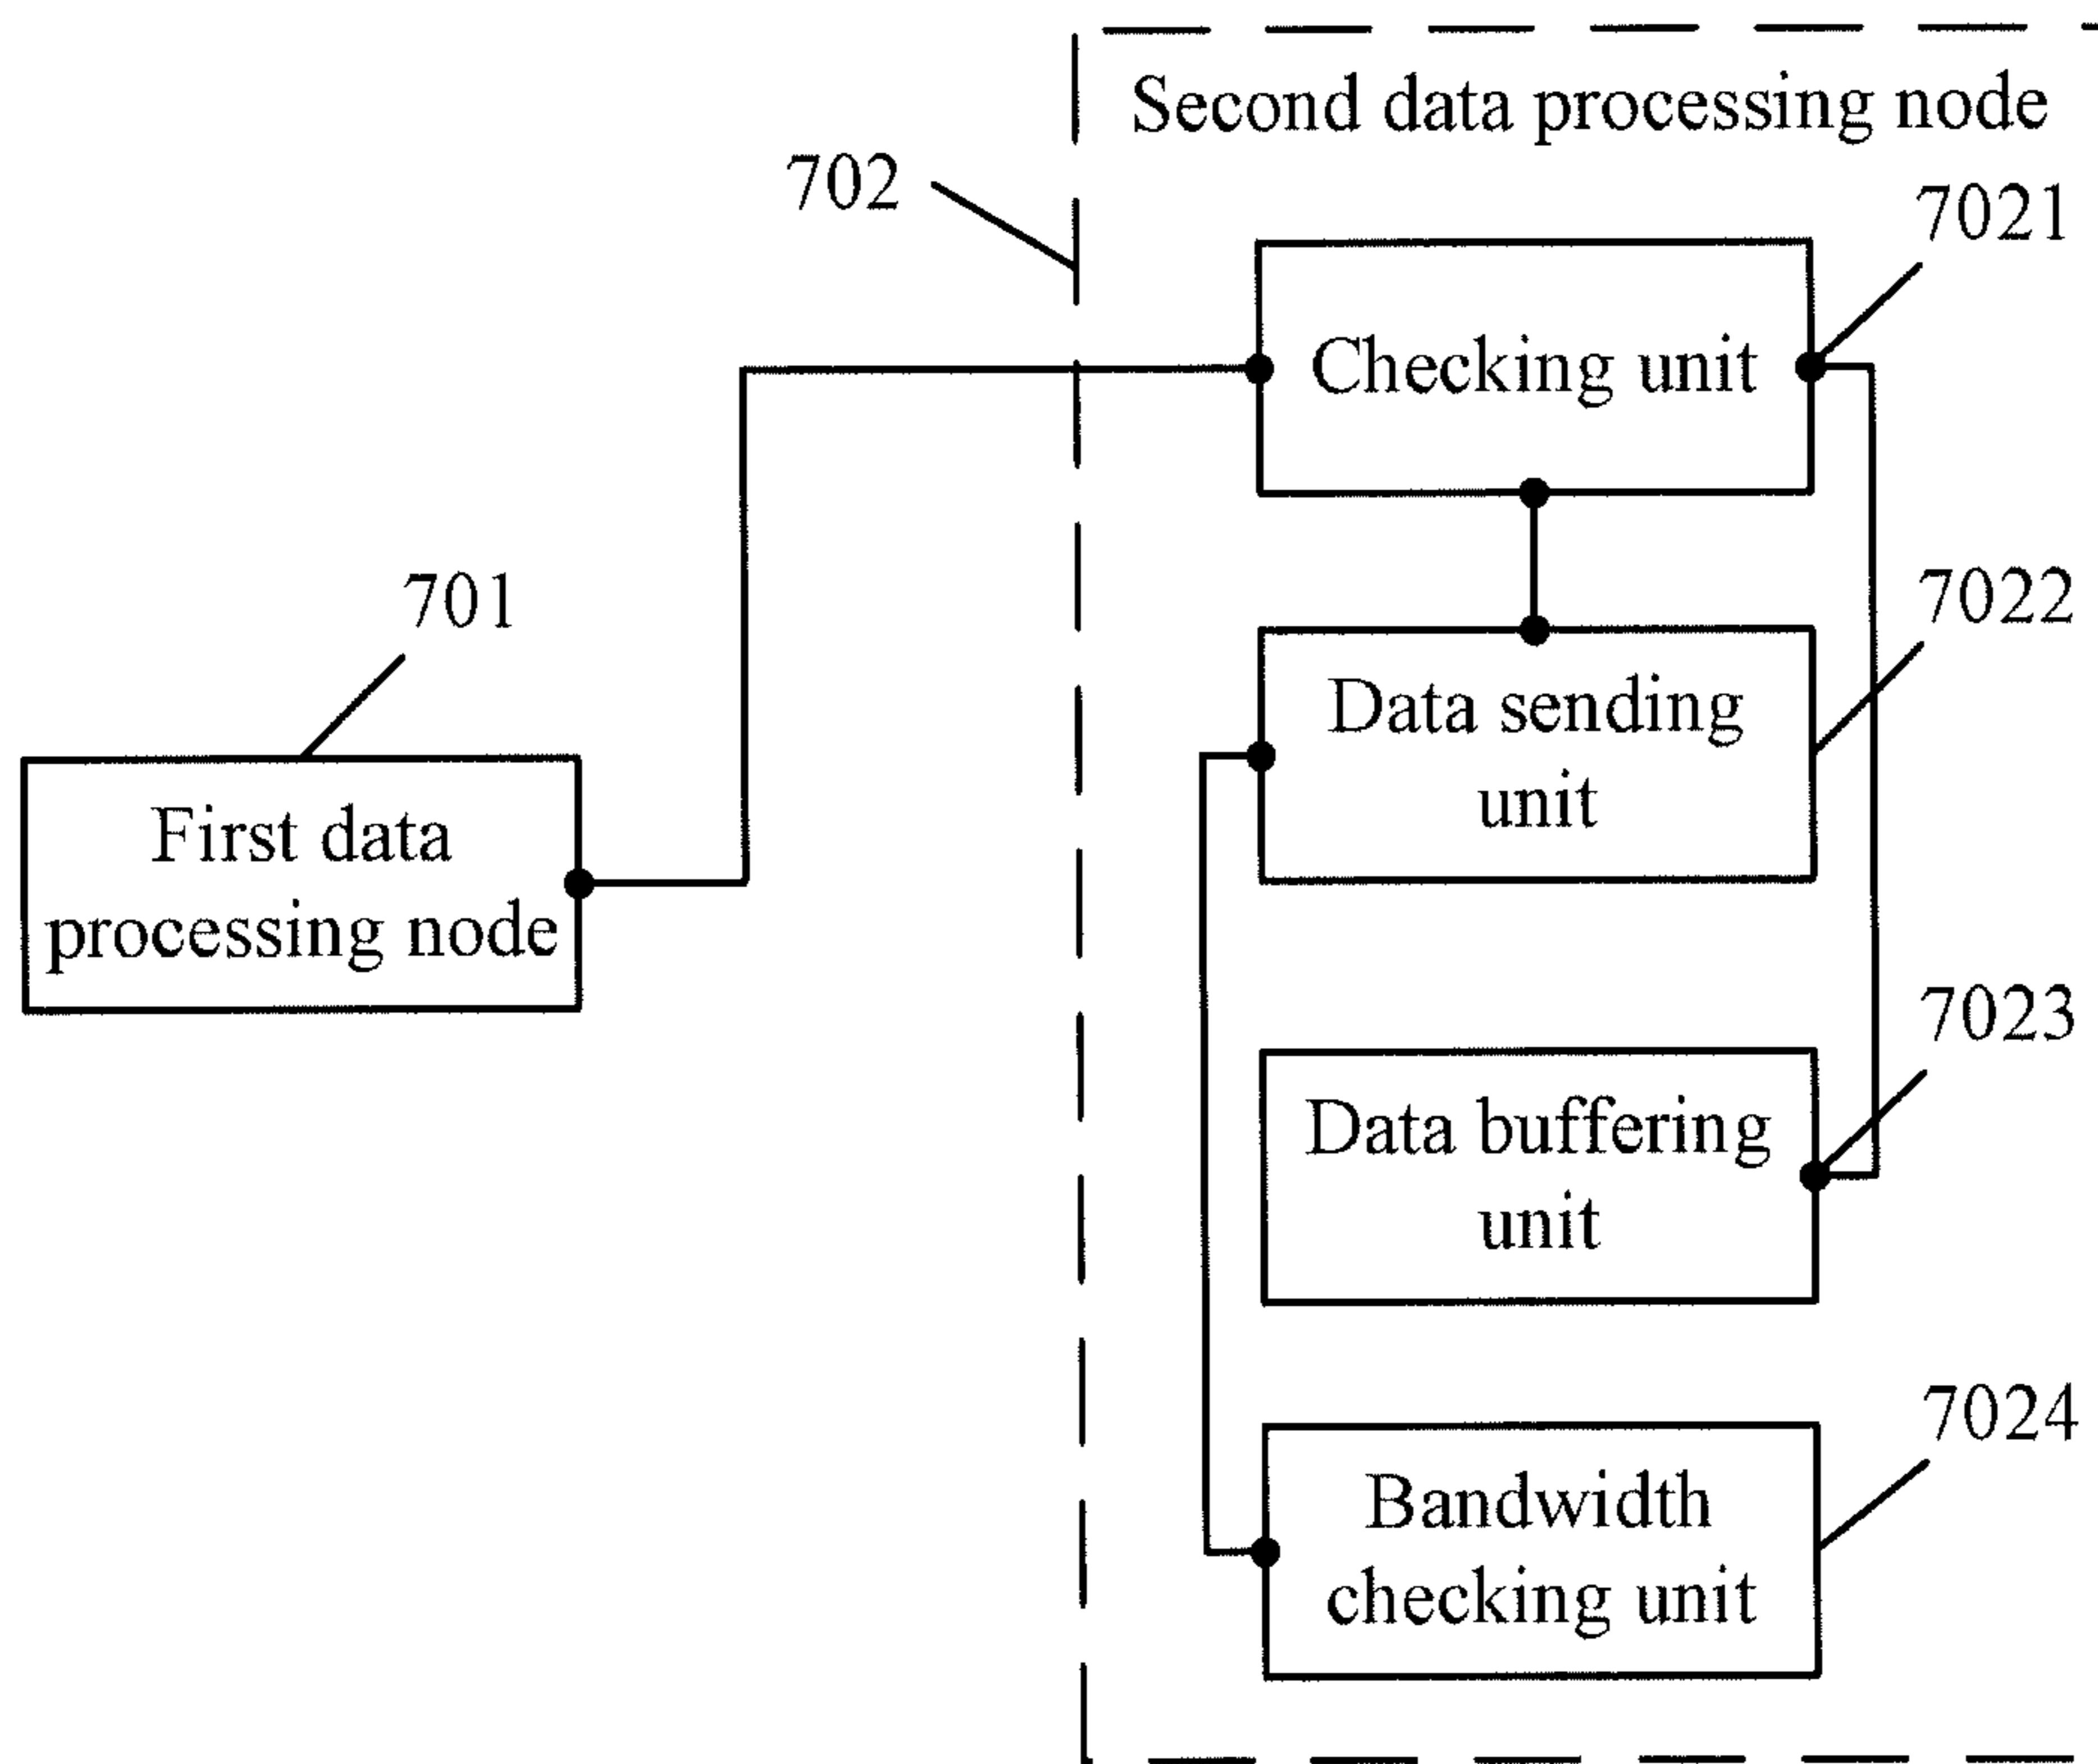 Second data processing node
702
7021
Checking unit
701
7022
Data sending
unit
First data
processing node
7023
Data buffering
unit
7024
Bandwidth
checking unit